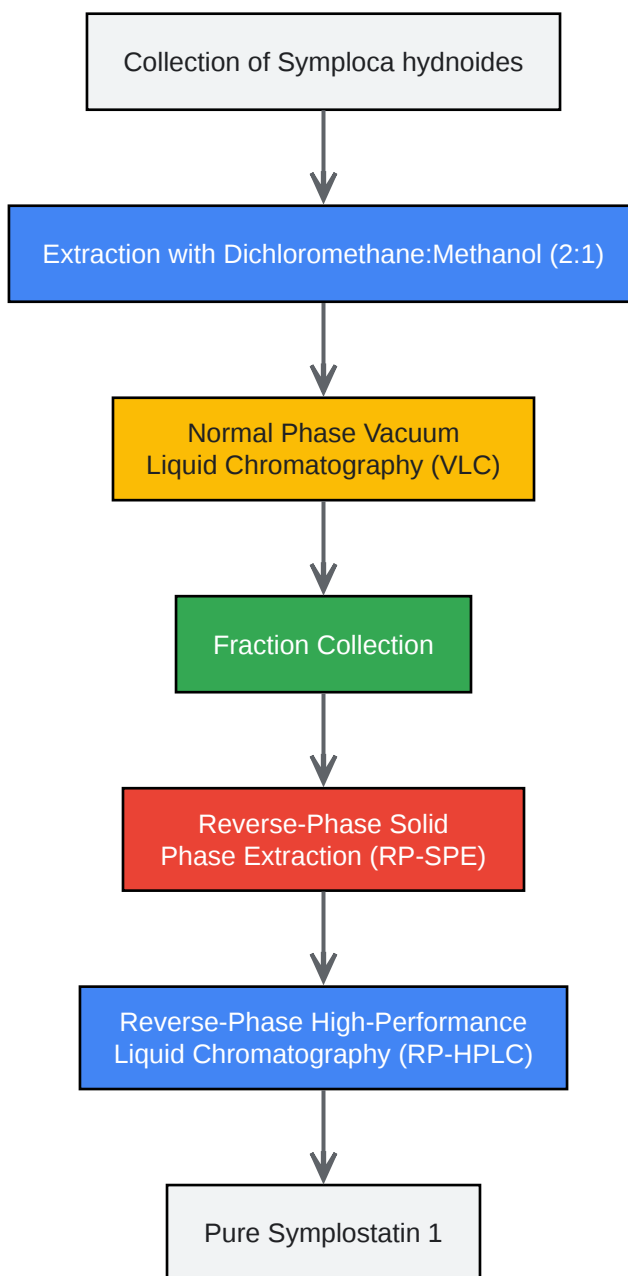 Collection of Symploca hydnoides
Extraction with Dichloromethane:Methanol (2:1)
Normal Phase Vacuum
Liquid Chromatography (VLC)
Fraction Collection
Reverse-Phase Solid
Phase Extraction (RP-SPE)
Reverse-Phase High-Performance
Liquid Chromatography (RP-HPLC)
Pure Symplostatin 1